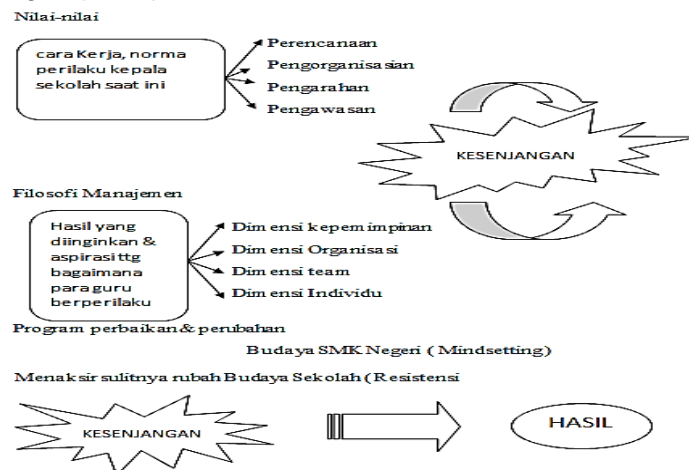 Nilai-nilai
cara Kerja, norma
perilaku kepala
sekolah saat ini
Perencanaan
Pengorganisasian
Pengarahan
Pengawasan
KESENJANGAN
Filosofi Manajemen
Hasil yang
diinginkan &
aspirasi ttg
bagaimana
para guru
berperilaku
Dimensi kepemimpinan
Dimensi Organisasi
Dimensi team
Dimensi Individu
Program perbaikan & perubahan
Budaya SMK Negeri ( Mindsetting)
Menaksir sulitnya rubah Budaya Sekolah (Resistensi
KESENJANGAN
HASIL